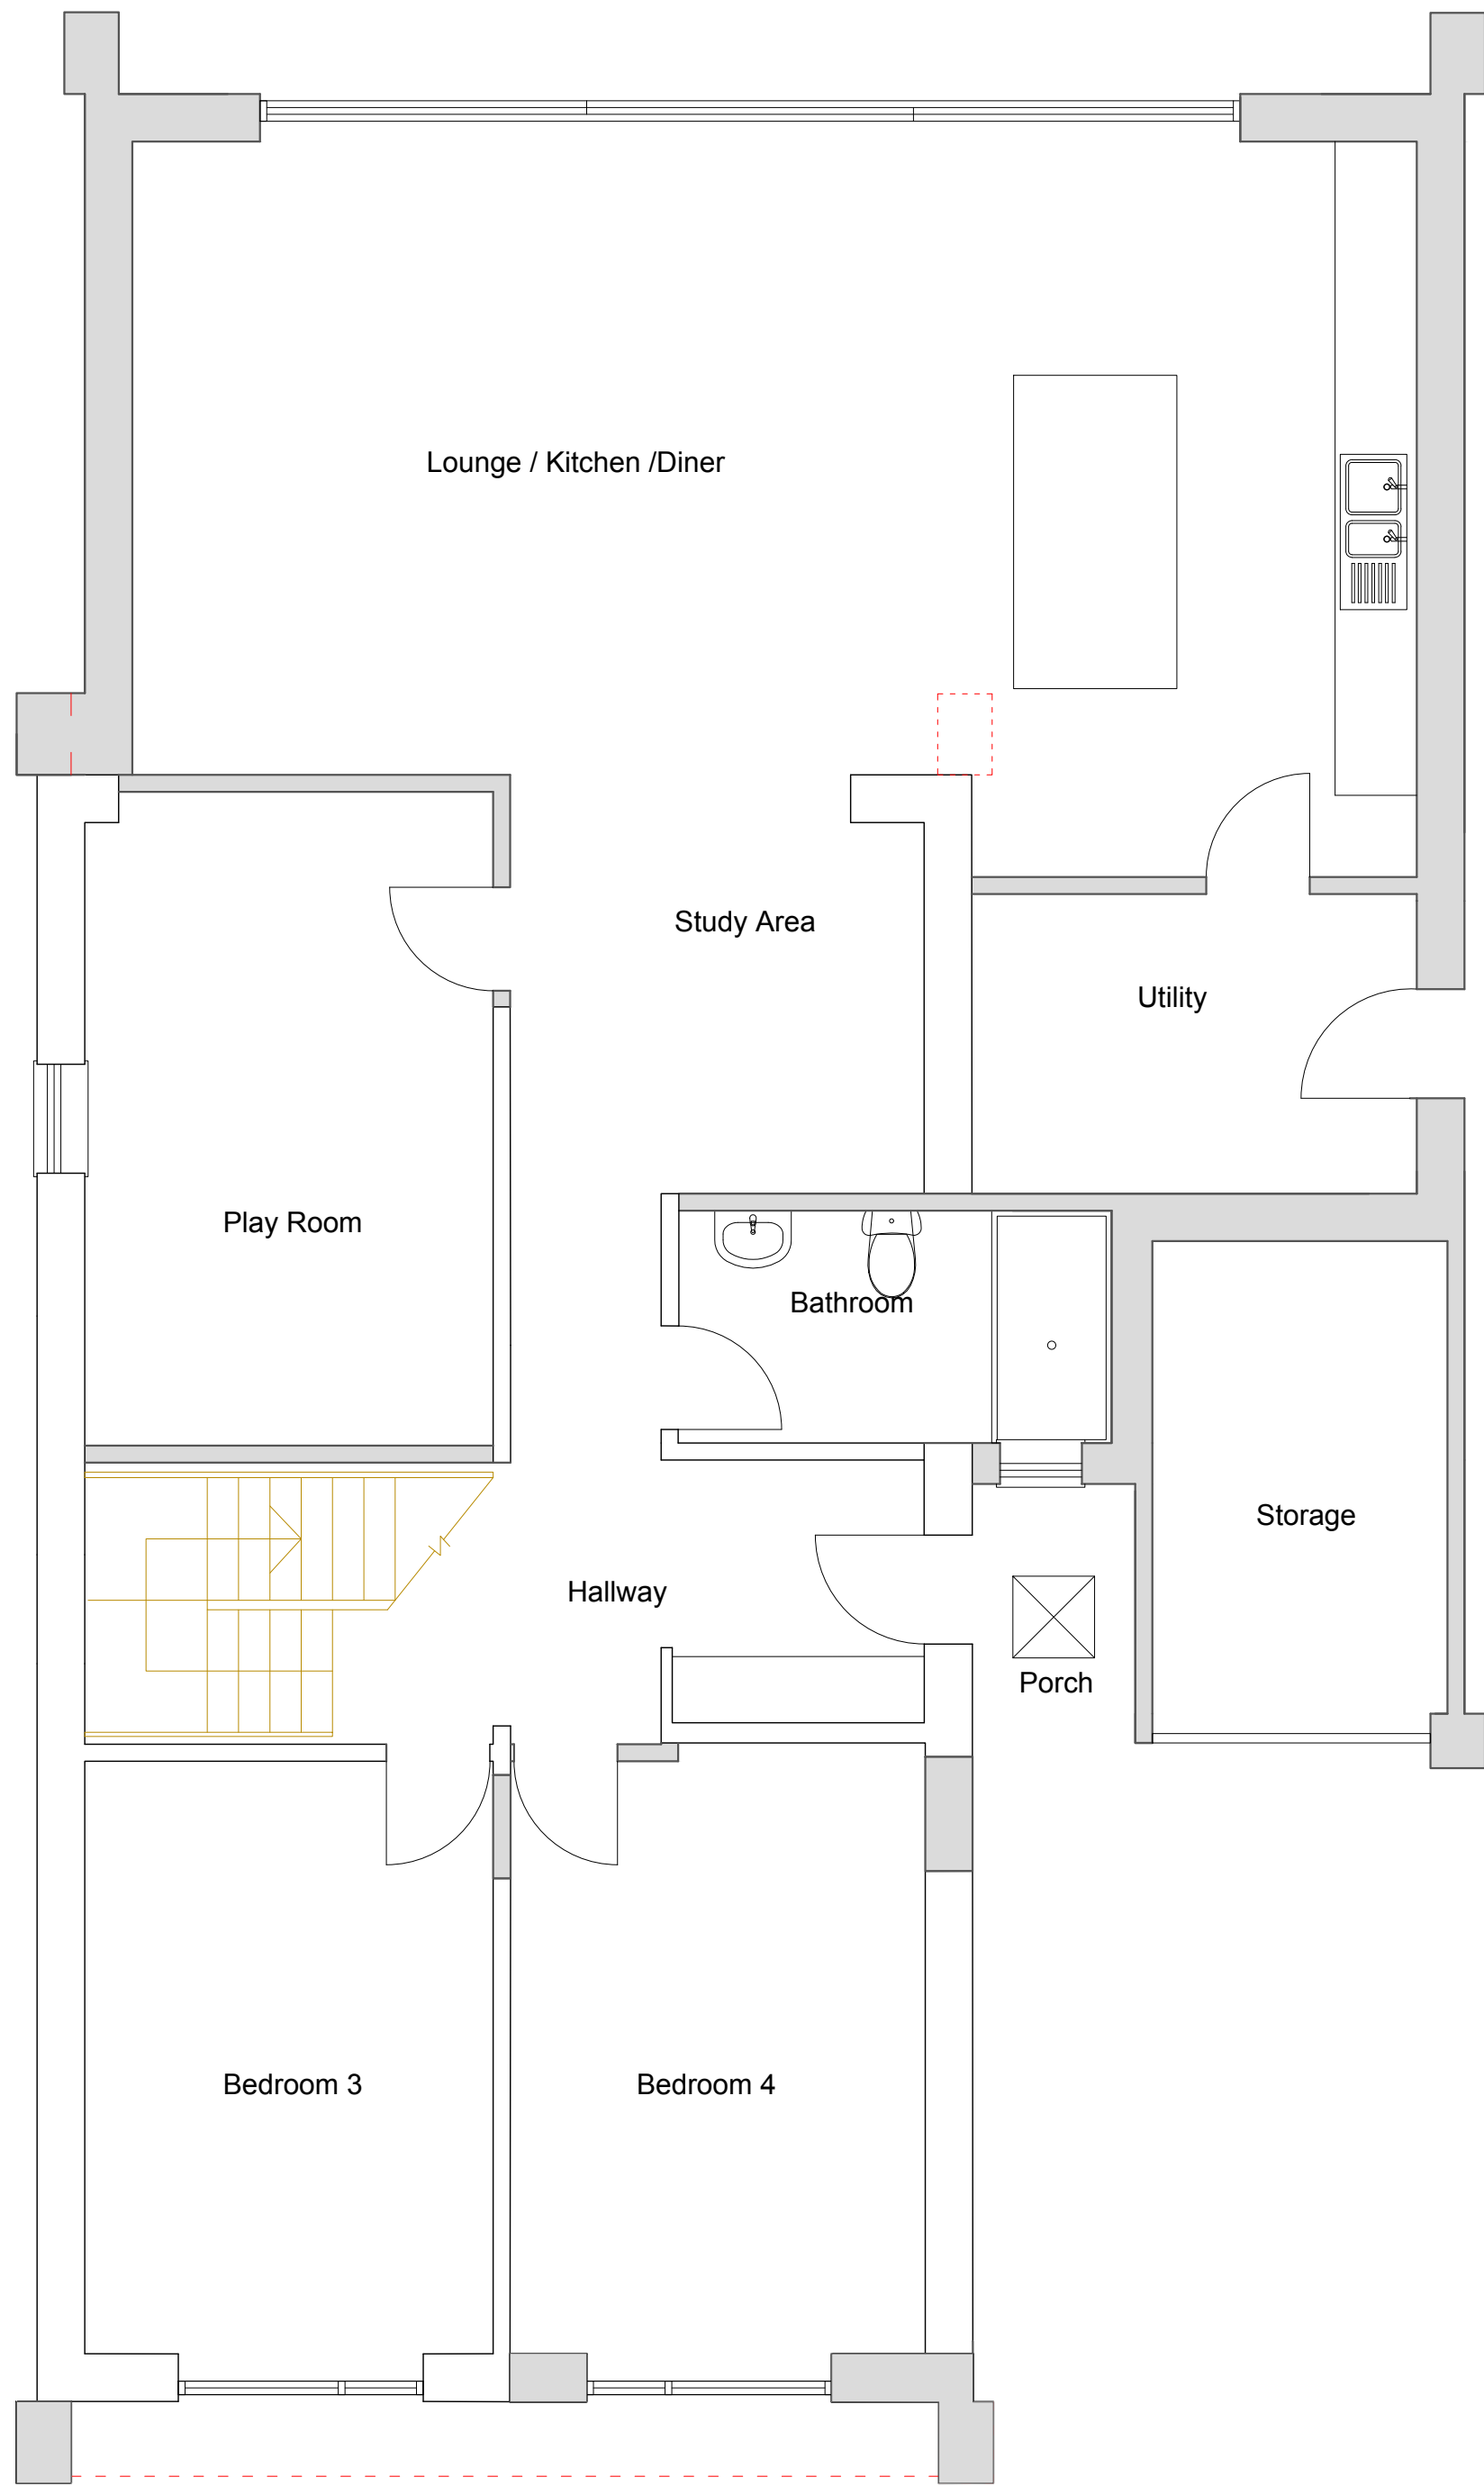 Lounge / Kitchen /Diner
Study Area
Utility
Play Room
Bathroom
Storage
Hallway
Porch
Bedroom 3
Bedroom 4